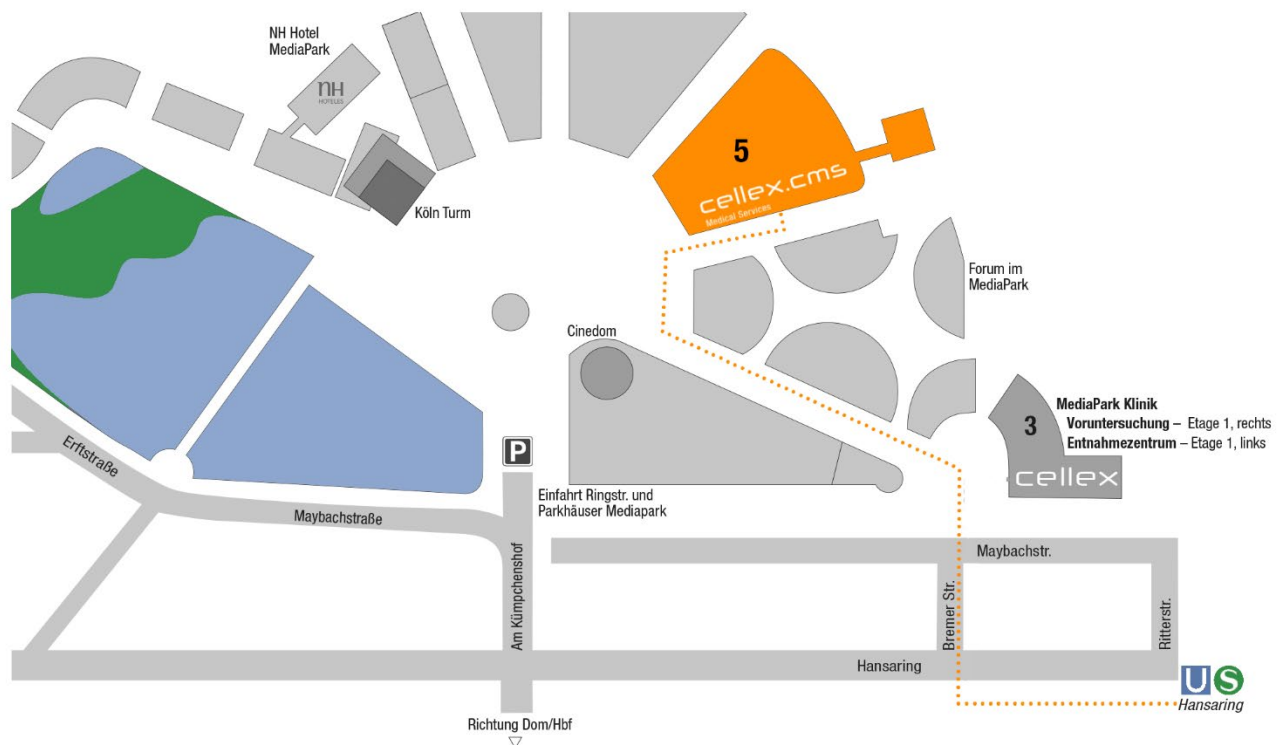 NH Hotel
MediaPark
nH
HOTELES
Köln Turm
5
cellex.cms
Medical Services
Forum im
MediaPark
Cinedom
3
MediaPark Klinik
Voruntersuchung – Etage 1, rechts
Entnahmezentrum – Etage 1, links
cellex
P
Einfahrt Ringstr. und
Parkhäuser Mediapark
Erftstraße
Maybachstraße
Am Kümpchenshof
Maybachstr.
Bremer Str.
Ritterstr.
Hansaring
U S
Hansaring
Richtung Dom/Hbf